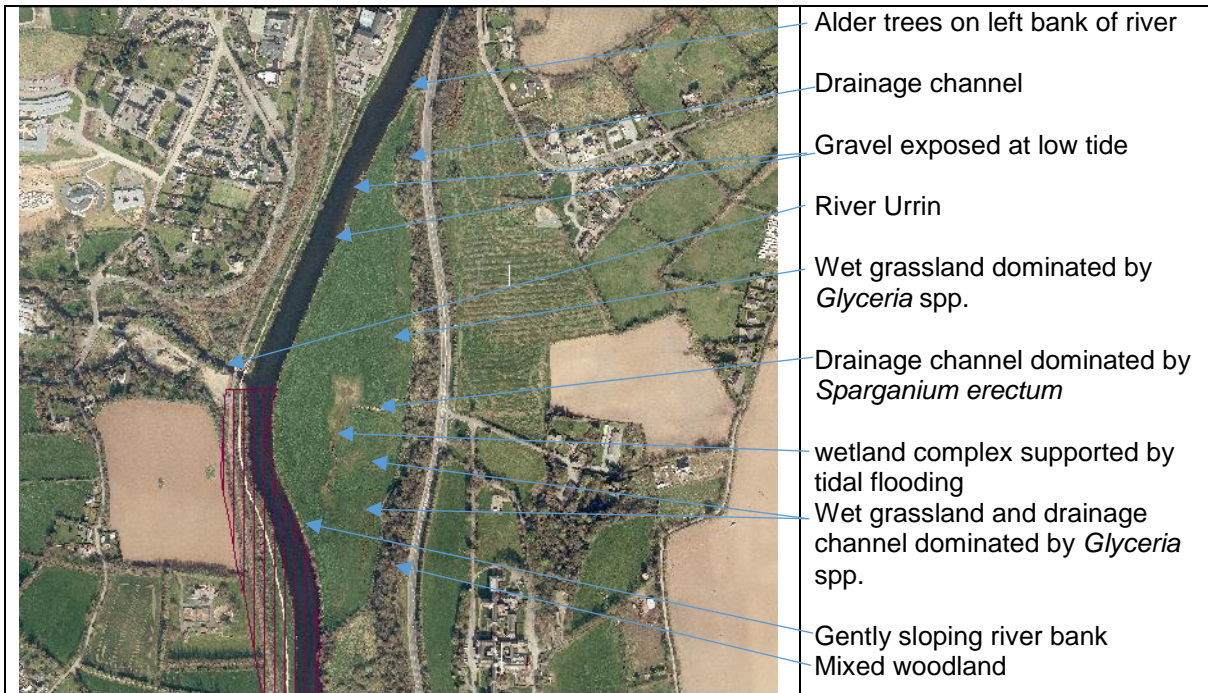 Alder trees on left bank of river
Drainage channel
Gravel exposed at low tide
River Urrin
Wet grassland dominated by
Glyceria spp.
Drainage channel dominated by
Sparganium erectum
wetland complex supported by
tidal flooding
Wet grassland and drainage
channel dominated by Glyceria
spp.
Gently sloping river bank
Mixed woodland